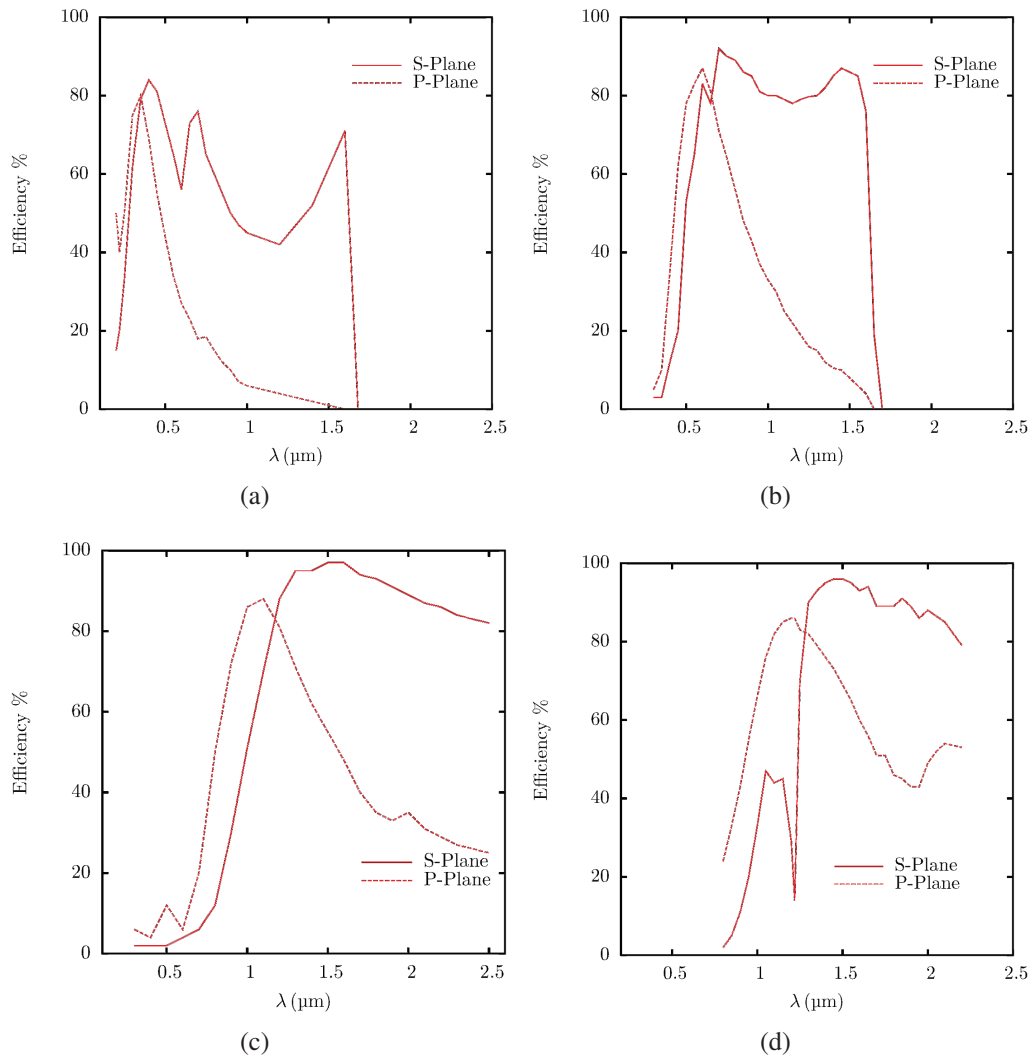 100
80
60
40
20
0
Efficiency %
S-Plane
P-Plane
0.5 1 1.5 2 2.5
λ (µm)
(a)
100
80
60
40
20
0
Efficiency %
S-Plane
P-Plane
0.5 1 1.5 2 2.5
λ (µm)
(b)
100
80
60
40
20
0
Efficiency %
S-Plane
P-Plane
0.5 1 1.5 2 2.5
λ (µm)
(c)
100
80
60
40
20
0
Efficiency %
S-Plane
P-Plane
0.5 1 1.5 2 2.5
λ (µm)
(d)